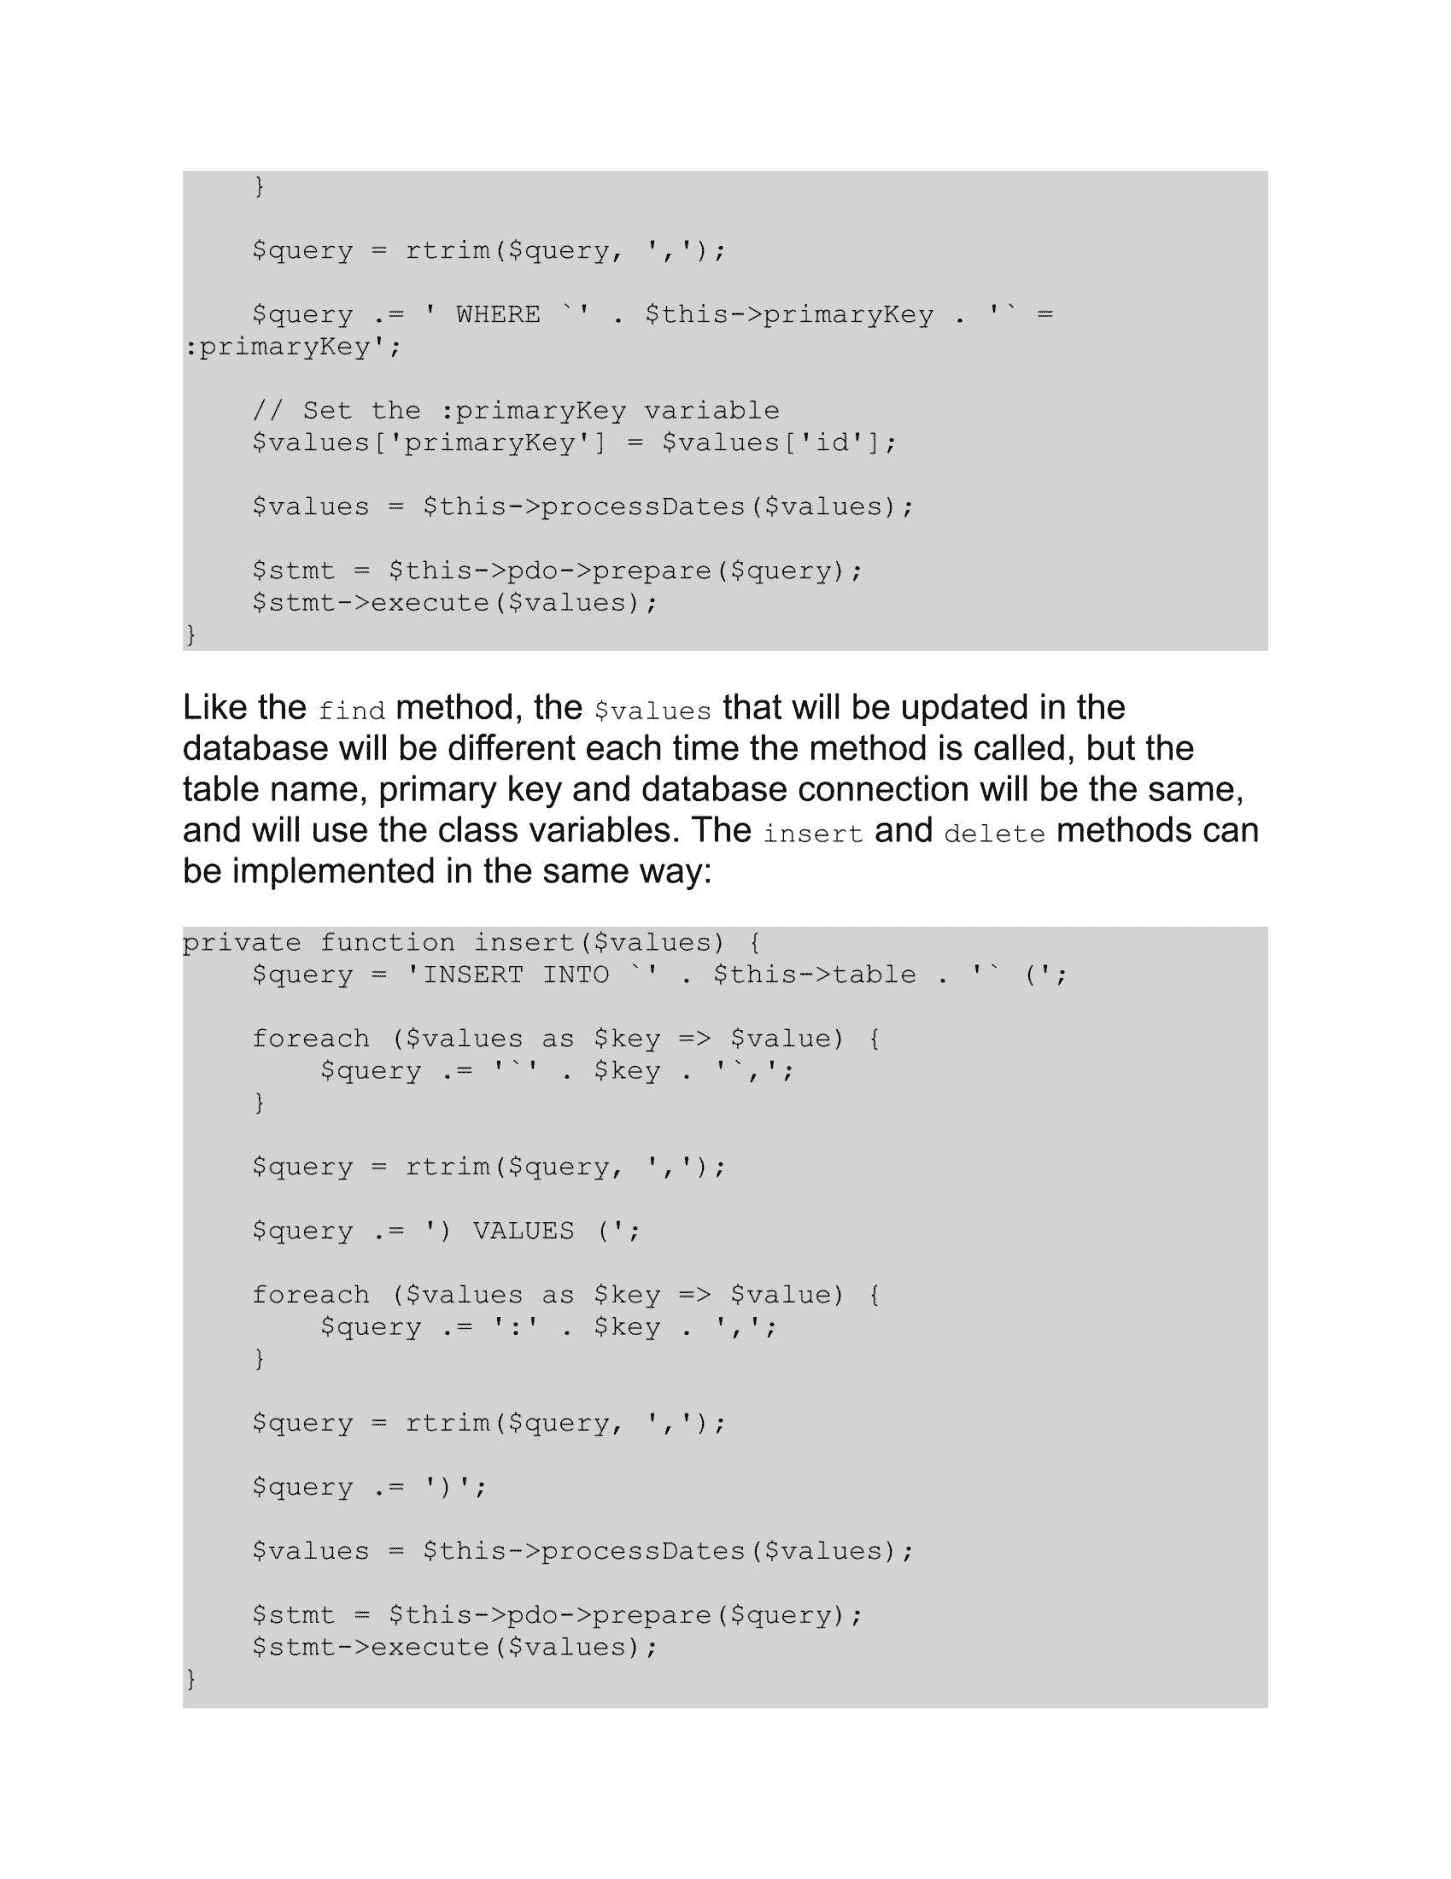 }

    $query = rtrim($query, ',');

    $query .= ' WHERE `' . $this->primaryKey . '` =
:primaryKey';

    // Set the :primaryKey variable
    $values['primaryKey'] = $values['id'];

    $values = $this->processDates($values);

    $stmt = $this->pdo->prepare($query);
    $stmt->execute($values);
}

Like the find method, the $values that will be updated in the
database will be different each time the method is called, but the
table name, primary key and database connection will be the same,
and will use the class variables. The insert and delete methods can
be implemented in the same way:

private function insert($values) {
    $query = 'INSERT INTO `' . $this->table . '` (';

    foreach ($values as $key => $value) {
        $query .= '`' . $key . '`,';
    }

    $query = rtrim($query, ',');

    $query .= ') VALUES (';

    foreach ($values as $key => $value) {
        $query .= ':' . $key . ',';
    }

    $query = rtrim($query, ',');

    $query .= ')';

    $values = $this->processDates($values);

    $stmt = $this->pdo->prepare($query);
    $stmt->execute($values);
}